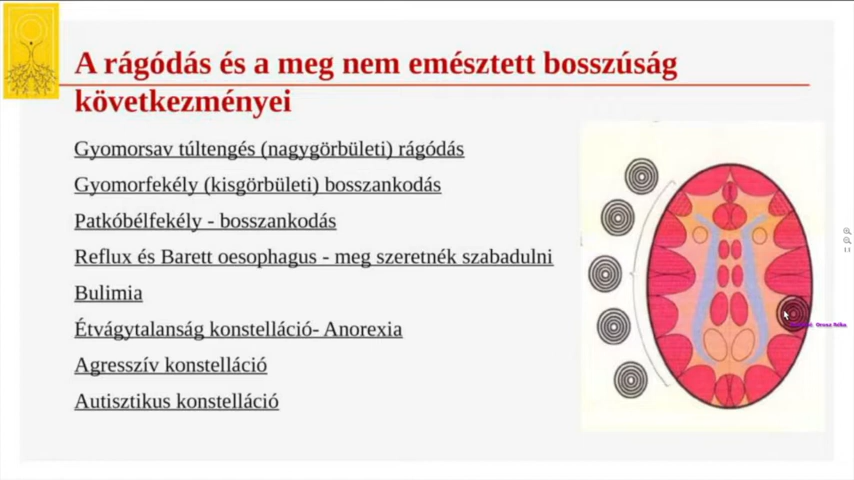 A rágódás és a meg nem emésztett bosszúság
következményei
Gyomorsav túltengés (nagygörbületi) rágódás
Gyomorfekély (kisgörbületi) bosszankodás
Patkóbélfekély - bosszankodás
Reflux és Barett oesophagus - meg szeretnék szabadulni
Bulimia
Étvágytalanság konstelláció- Anorexia
Agresszív konstelláció
Autisztikus konstelláció